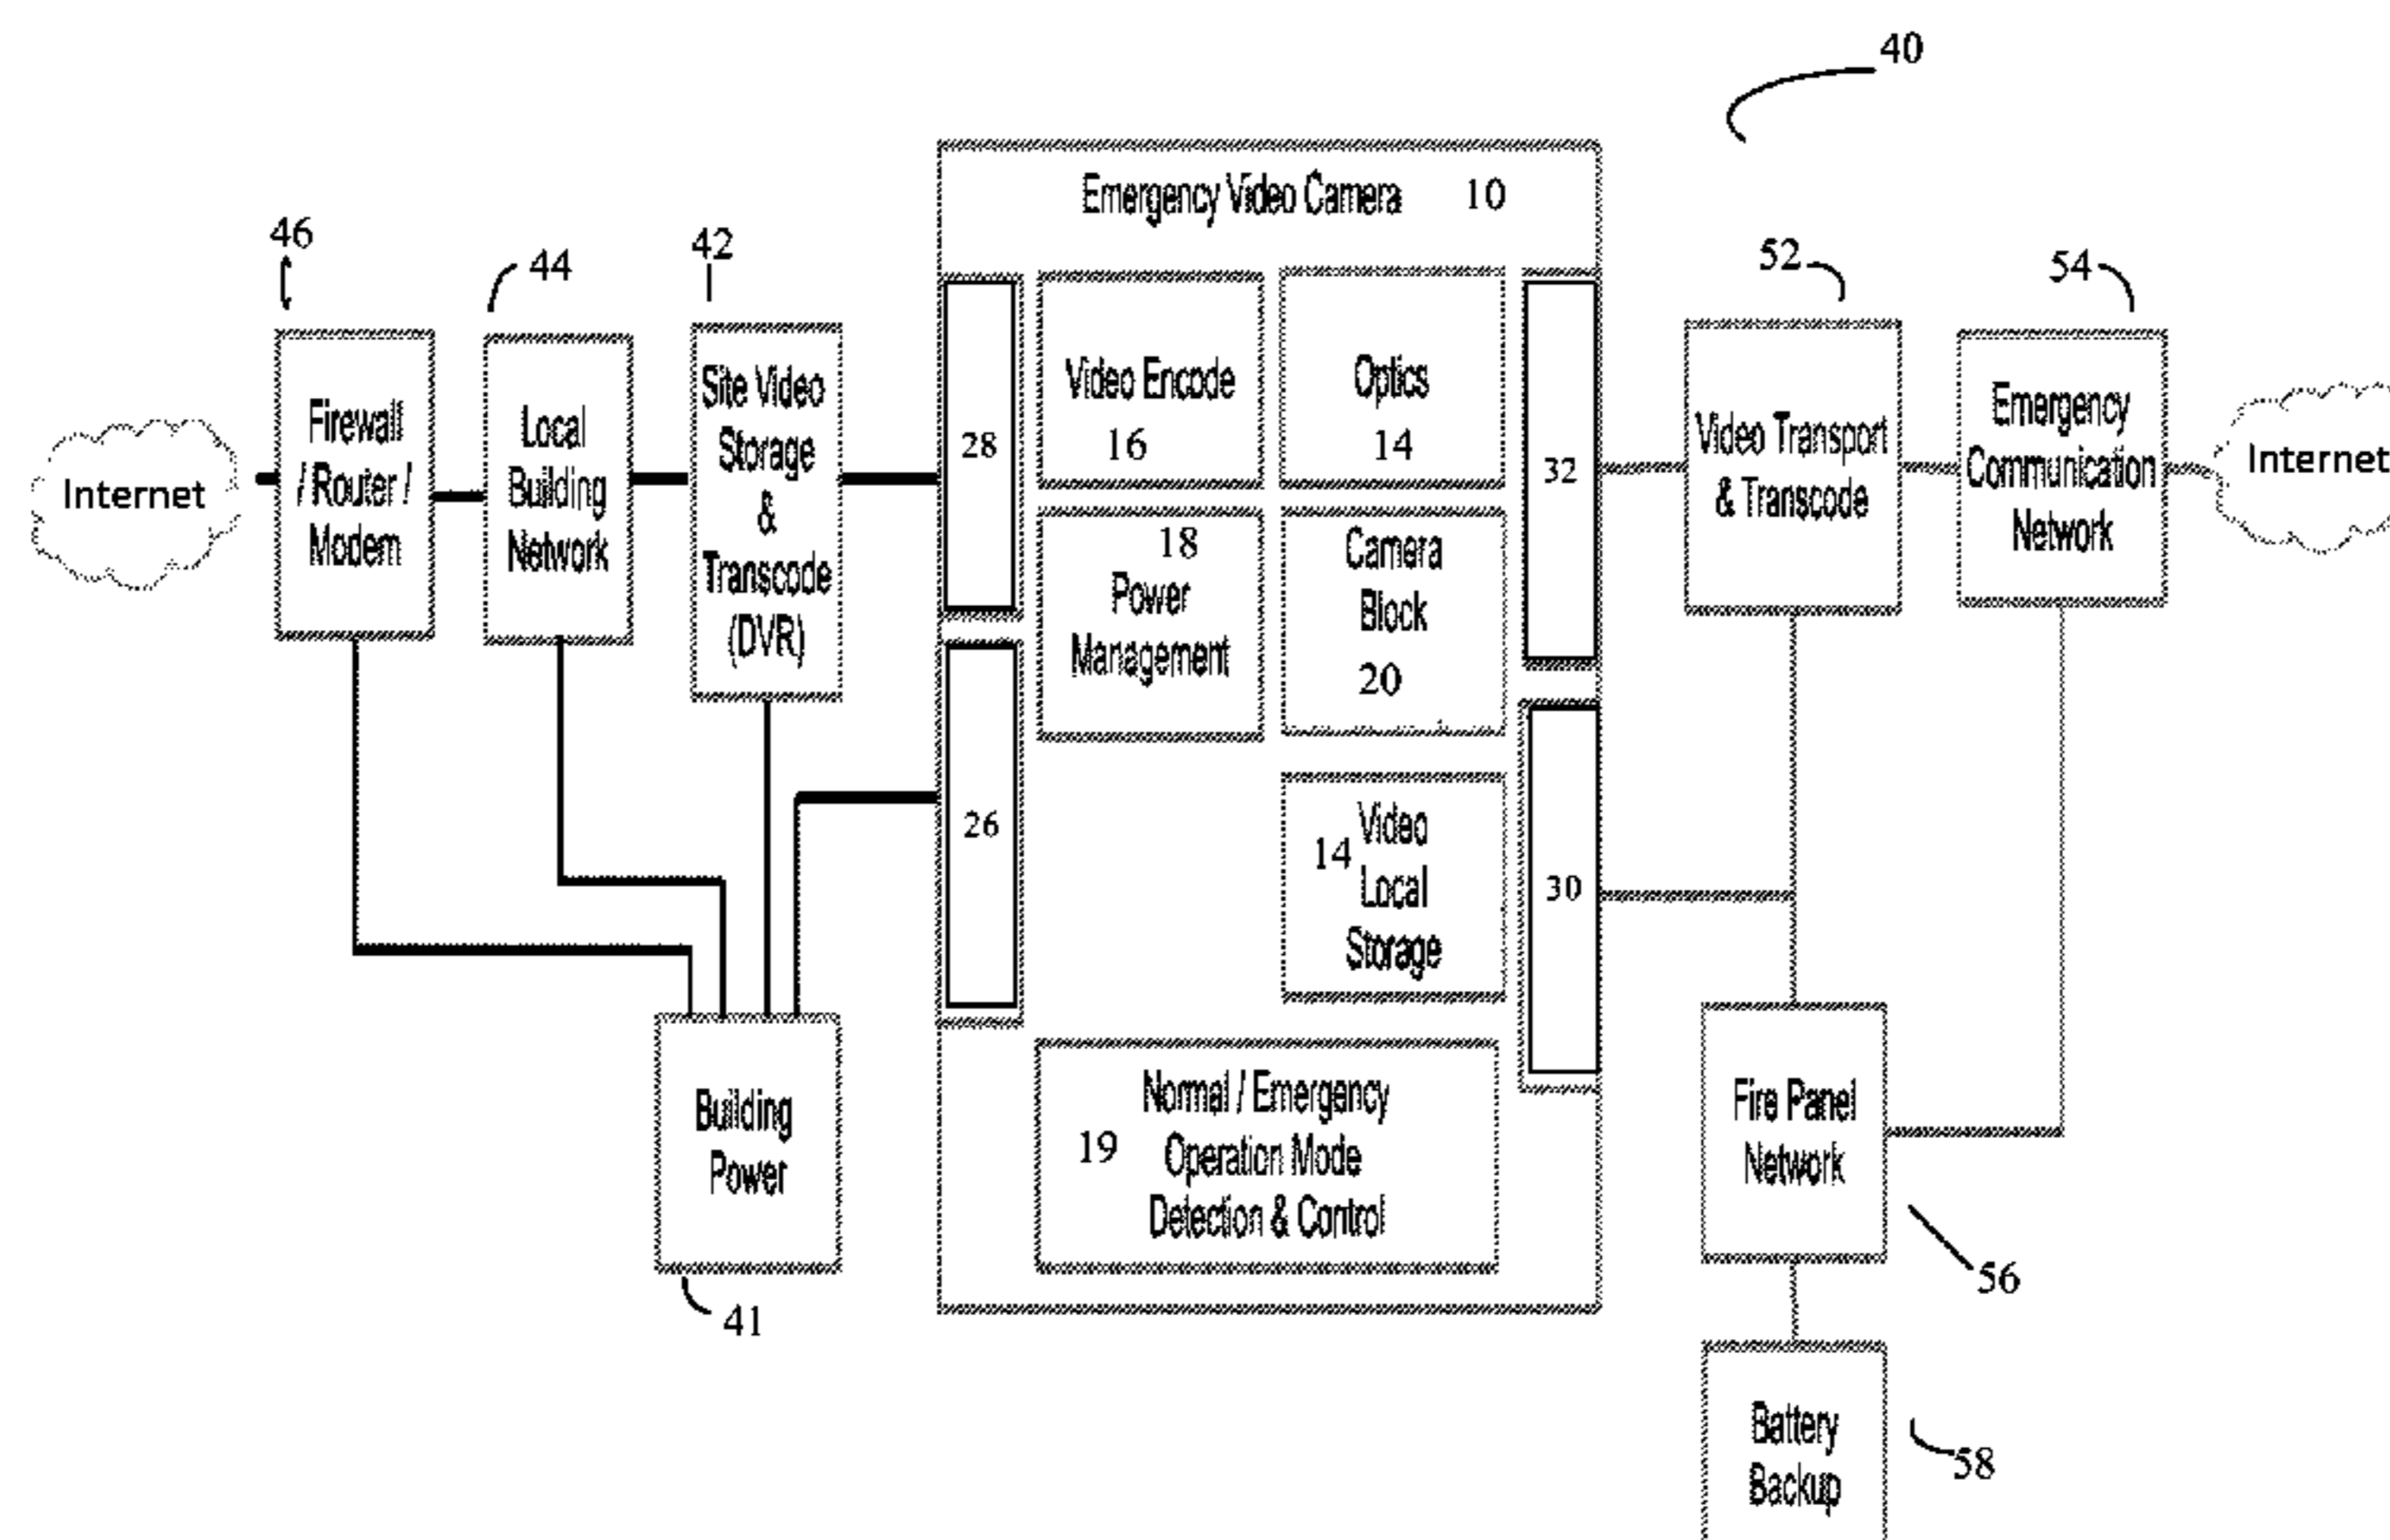 40
Emergency Video Camera 10
46
44
42
52
54
Internet
Firewall
/ Router /
Modem
Local
Building
Network
Site Video
Storage
&
Transcode
(DVR)
28
Video Encode
16
Optics
14
32
Video Transport
& Transcode
Emergency
Communication
Network
Internet
18
Power
Management
Camera
Block
20
26
14
Video
Local
Storage
30
Building
Power
41
19
Normal / Emergency
Operation Mode
Detection & Control
Fire Panel
Network
56
Battery
Backup
58